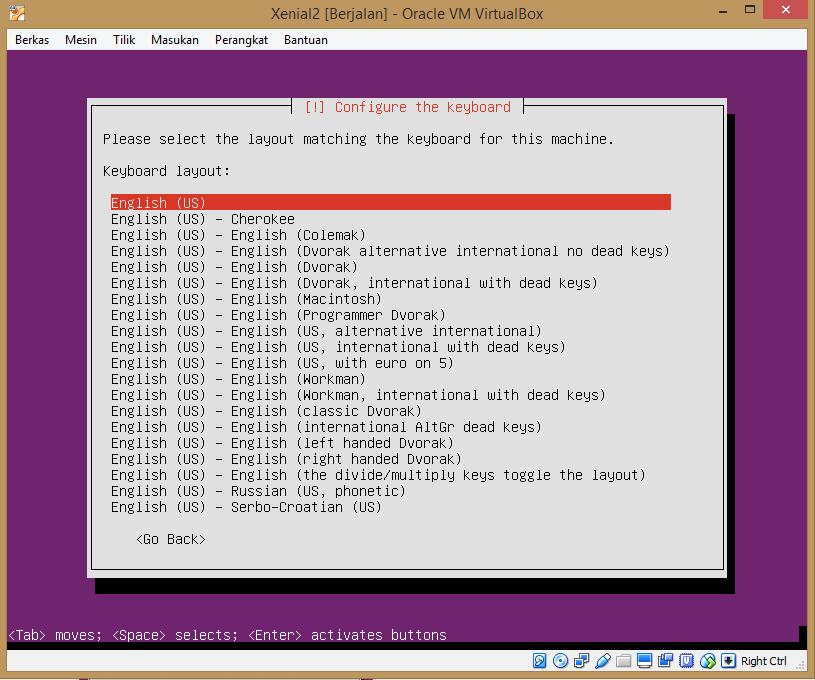 Xenial2 [Berjalan] - Oracle VM VirtualBox
Berkas Mesin Tilik Masukan Perangkat Bantuan
[!] Configure the keyboard
Please select the layout matching the keyboard for this machine.
Keyboard layout:
English (US)
English (US) - Cherokee
English (US) - English (Colemak)
English (US) - English (Dvorak alternative international no dead keys)
English (US) - English (Dvorak)
English (US) - English (Dvorak, international with dead keys)
English (US) - English (Macintosh)
English (US) - English (Programmer Dvorak)
English (US) - English (US, alternative international)
English (US) - English (US, international with dead keys)
English (US) - English (US, with euro on 5)
English (US) - English (Workman)
English (US) - English (Workman, international with dead keys)
English (US) - English (classic Dvorak)
English (US) - English (international AltGr dead keys)
English (US) - English (left handed Dvorak)
English (US) - English (right handed Dvorak)
English (US) - English (the divide/multiply keys toggle the layout)
English (US) - Russian (US, phonetic)
English (US) - Serbo-Croatian (US)
<Go Back>
<Tab> moves; <Space> selects; <Enter> activates buttons
Right Ctrl